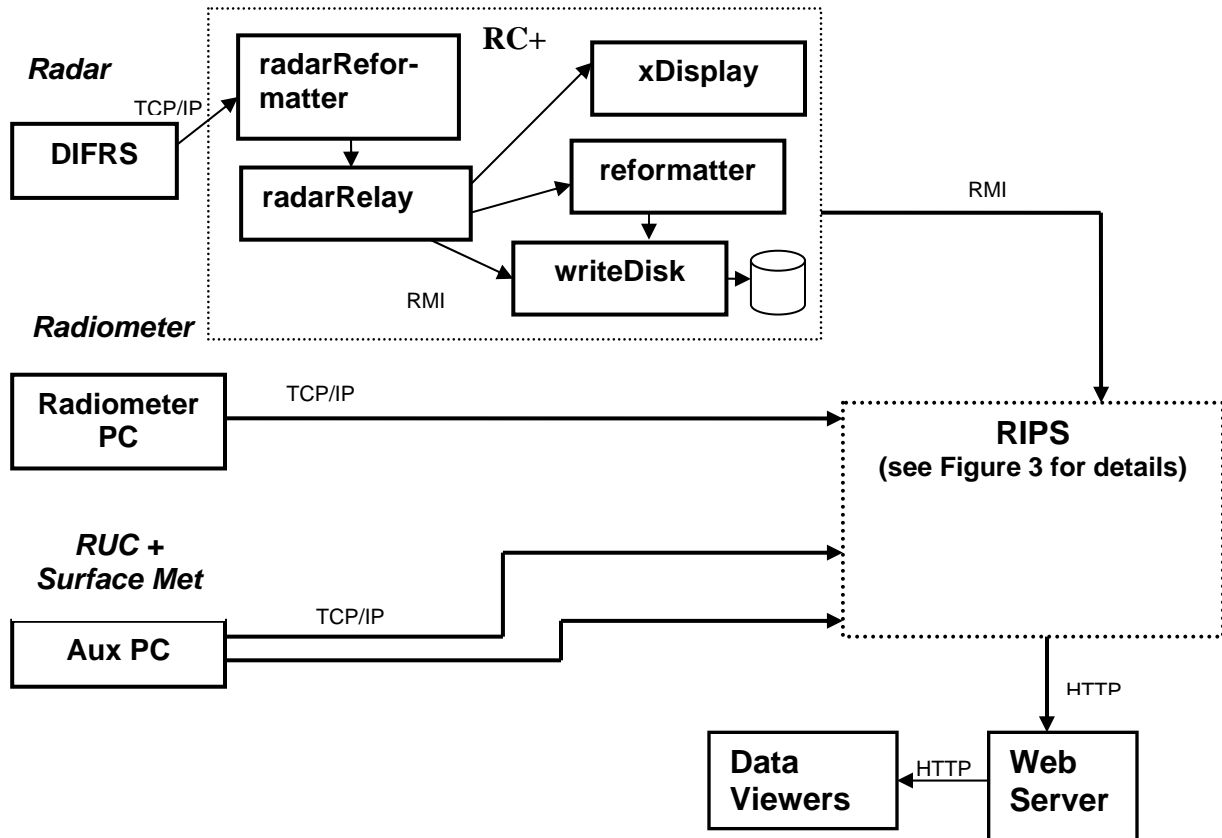 RC+
Radar
radarRefor-
matter
xDisplay
TCP/IP
DIFRS
reformatter
radarRelay
RMI
writeDisk
RMI
Radiometer
Radiometer
PC
TCP/IP
RIPS
(see Figure 3 for details)
RUC +
Surface Met
TCP/IP
Aux PC
HTTP
Data
Viewers
HTTP
Web
Server